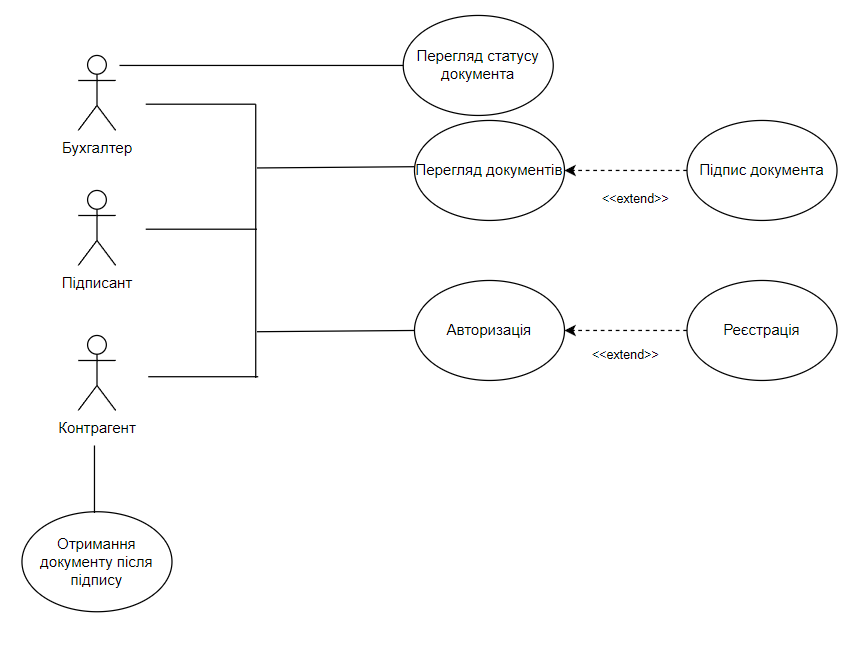 Перегляд статусу
документа
Бухгалтер
Перегляд документів
Підпис документа
<<extend>>
Підписант
Авторизація
Реєстрація
<<extend>>
Контрагент
Отримання
документу після
підпису